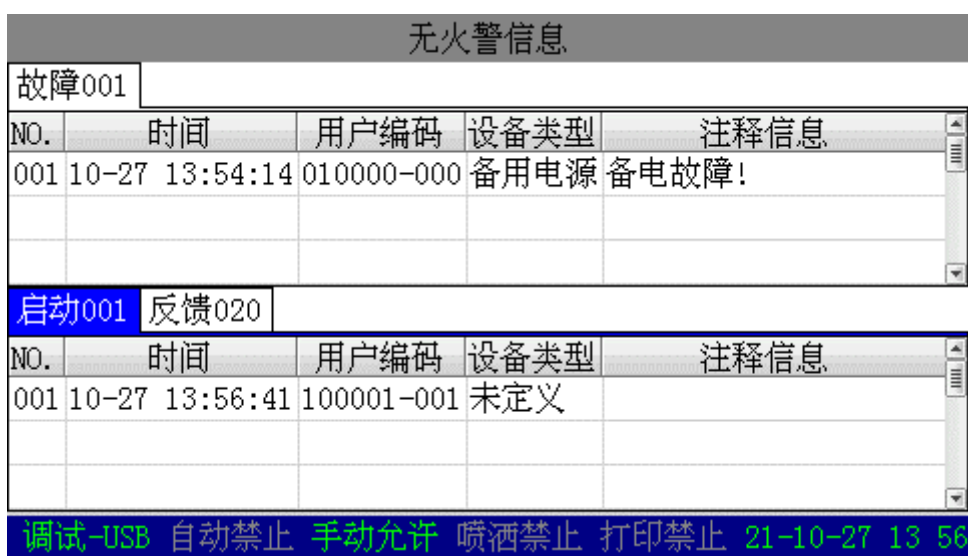 无火警信息
故障001
NO. 时间 用户编码 设备类型 注释信息
001 10-27 13:54:14 010000-000 备用电源 备电故障!
启动001 反馈020
NO. 时间 用户编码 设备类型 注释信息
001 10-27 13:56:41 100001-001 未定义
调试-USB 自动禁止 手动允许 喷洒禁止 打印禁止 21-10-27 13 56